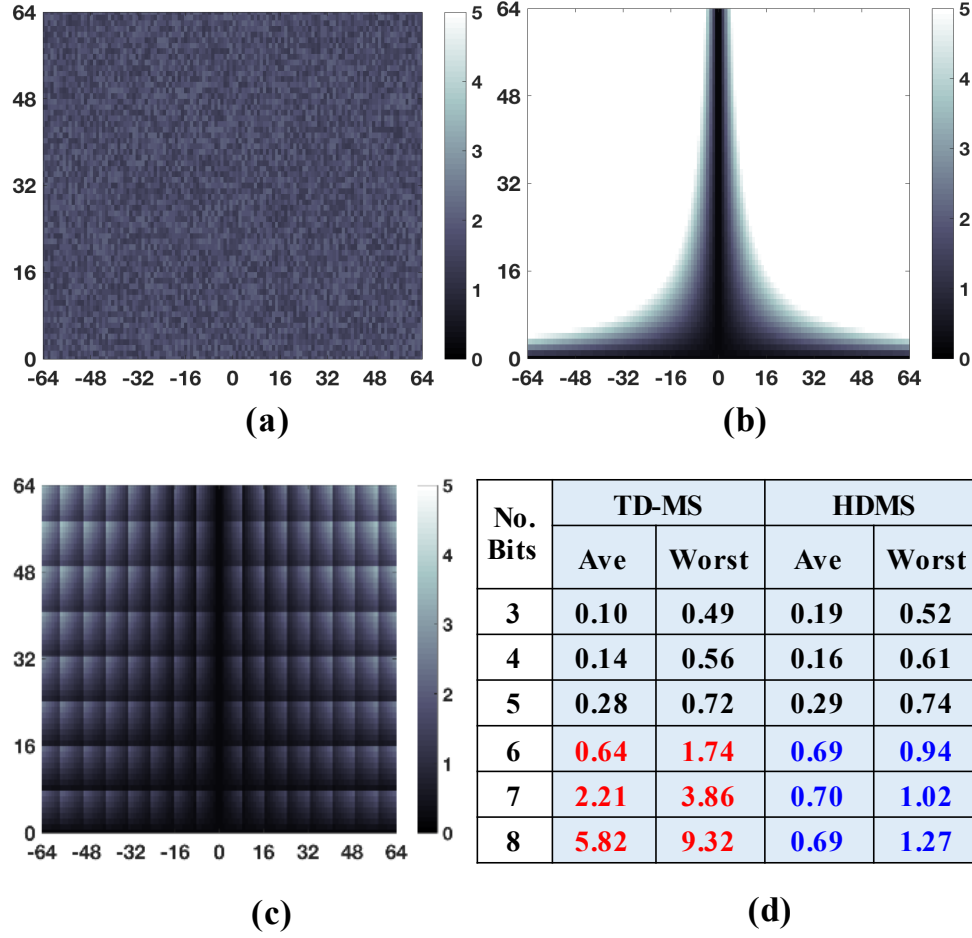 64
48
32
16
0
-64 -48 -32 -16 0 16 32 48 64
5
4
3
2
1
0
(a)
64
48
32
16
0
-64 -48 -32 -16 0 16 32 48 64
5
4
3
2
1
0
(b)
64
48
32
16
0
-64 -48 -32 -16 0 16 32 48 64
5
4
3
2
1
0
(c)
No. Bits TD-MS HDMS
Ave Worst Ave Worst
3 0.10 0.49 0.19 0.52
4 0.14 0.56 0.16 0.61
5 0.28 0.72 0.29 0.74
6 0.64 1.74 0.69 0.94
7 2.21 3.86 0.70 1.02
8 5.82 9.32 0.69 1.27
(d)